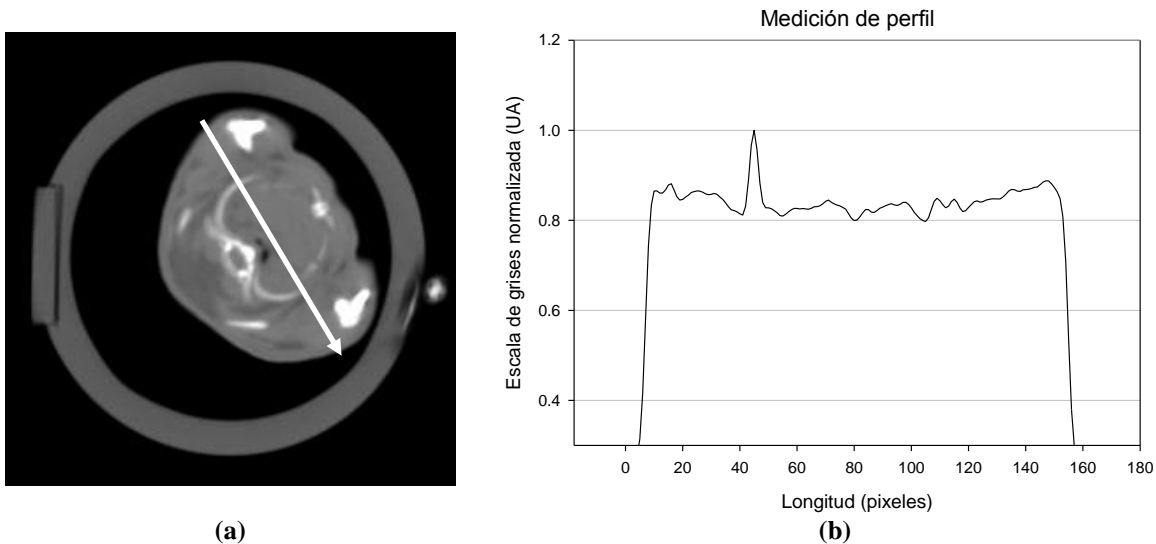 Medición de perfil
1.2
1.0
0.8
0.6
0.4
Escala de grises normalizada (UA)
0 20 40 60 80 100 120 140 160 180
Longitud (pixeles)
(a) (b)